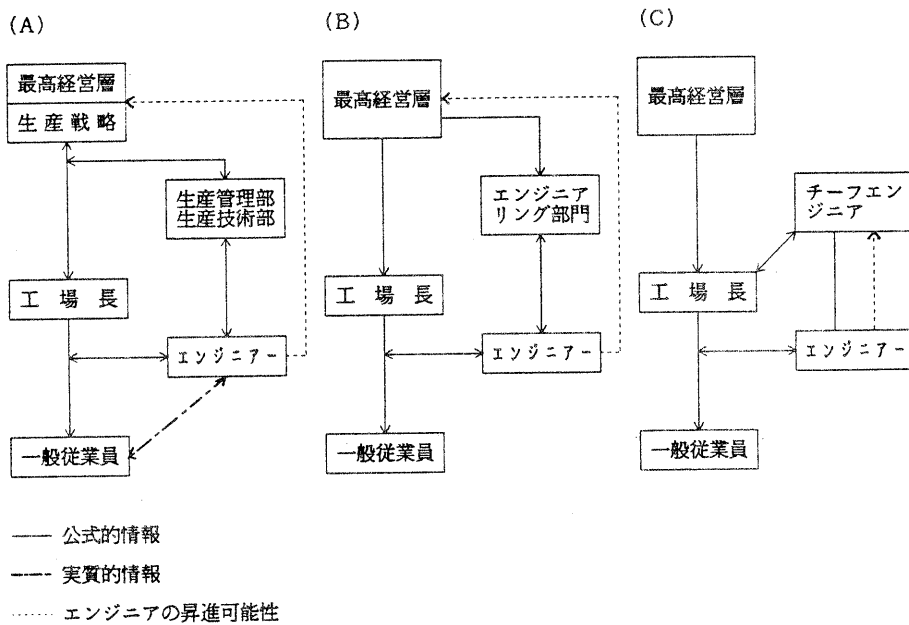 (A)
最高経営層
生産戦略
生産管理部
生産技術部
工場長
エンジニアー
一般従業員
(B)
最高経営層
エンジニア
リング部門
工場長
エンジニアー
一般従業員
(C)
最高経営層
チーフエン
ジニア
工場長
エンジニアー
一般従業員
公式的情報
実質的情報
エンジニアの昇進可能性